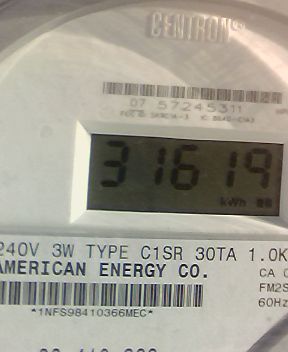 CENTRON®
07 57245311
31619
kWh
240V 3W TYPE C1SR 30TA 1.0K
AMERICAN ENERGY CO.
CA
FM2S
60Hz
*1NFS98410366MEC*